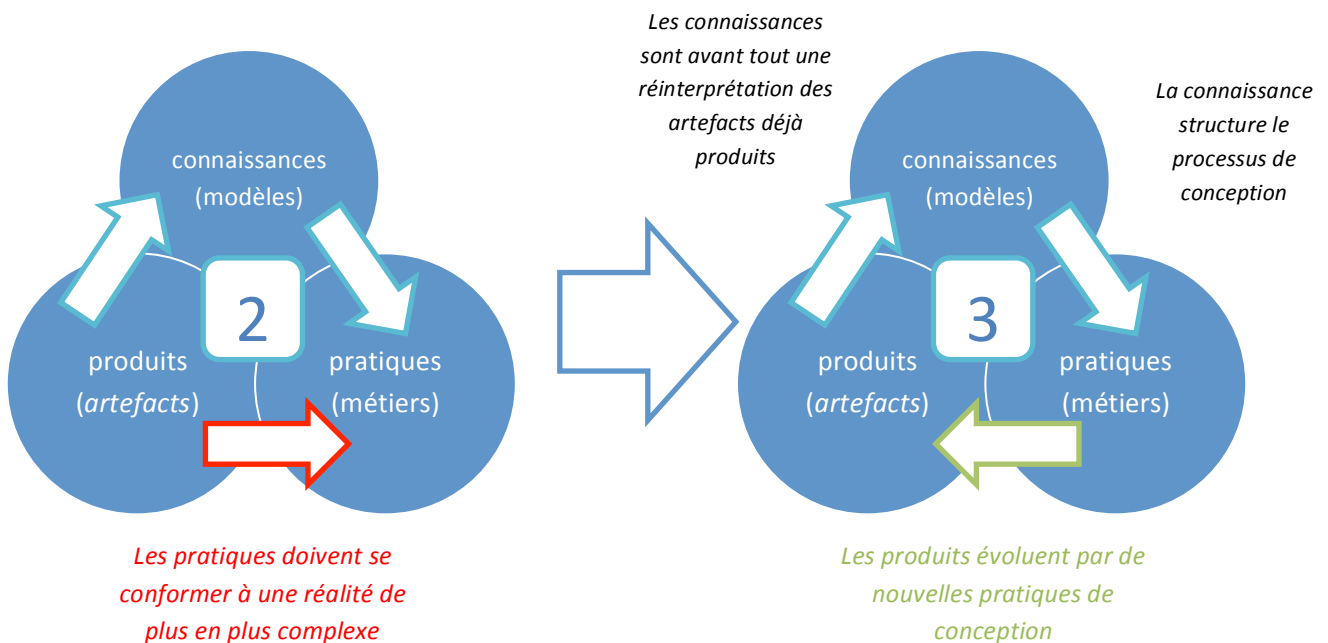 connaissances
(modèles)
2
produits
(artefacts)
pratiques
(métiers)
Les pratiques doivent se
conformer à une réalité de
plus en plus complexe
Les connaissances
sont avant tout une
réinterprétation des
artefacts déjà
produits
La connaissance
structure le
processus de
conception
connaissances
(modèles)
3
produits
(artefacts)
pratiques
(métiers)
Les produits évoluent par de
nouvelles pratiques de
conception